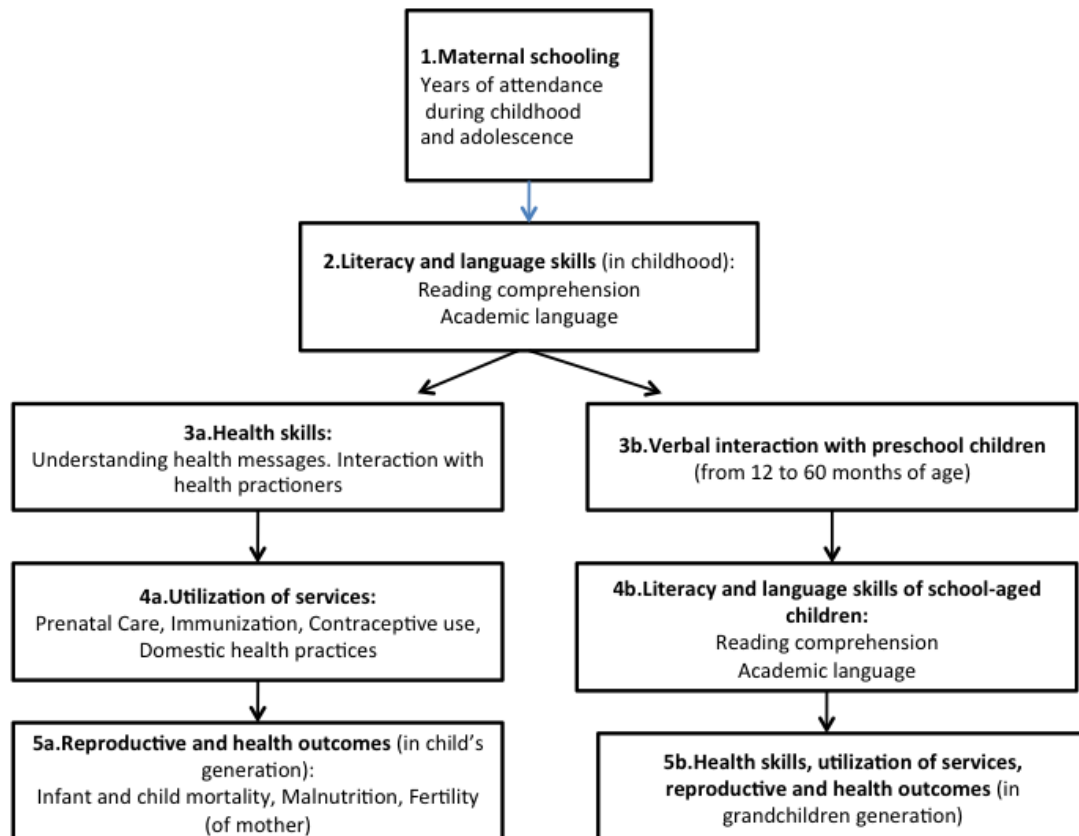 1.Maternal schooling
Years of attendance
during childhood
and adolescence
2.Literacy and language skills (in childhood):
Reading comprehension
Academic language
3a.Health skills:
Understanding health messages. Interaction with
health practioners
3b.Verbal interaction with preschool children
(from 12 to 60 months of age)
4a.Utilization of services:
Prenatal Care, Immunization, Contraceptive use,
Domestic health practices
4b.Literacy and language skills of school-aged
children:
Reading comprehension
Academic language
5a.Reproductive and health outcomes (in child's
generation):
Infant and child mortality, Malnutrition, Fertility
(of mother)
5b.Health skills, utilization of services,
reproductive and health outcomes (in
grandchildren generation)